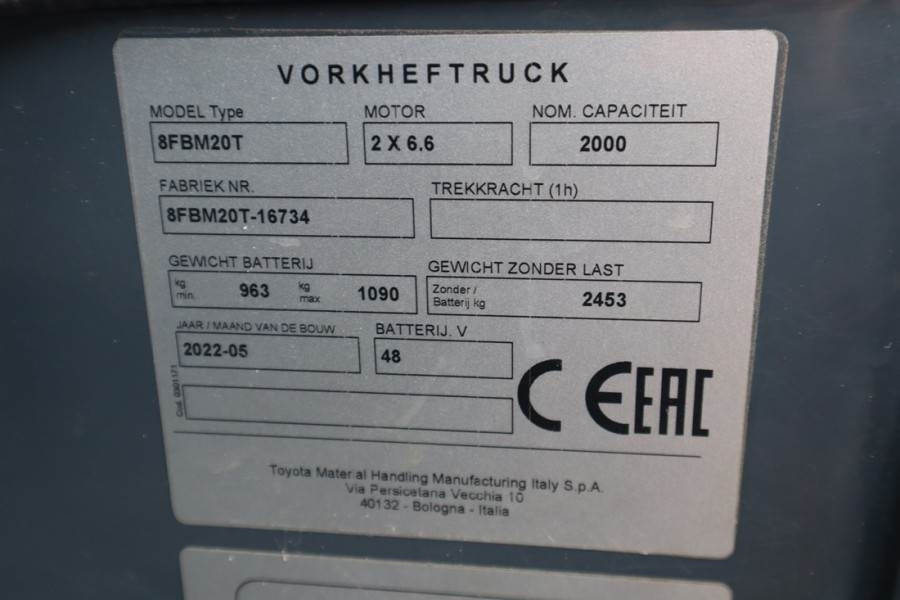 VORKHEFTRUCK
MODEL Type MOTOR NOM. CAPACITEIT
8FBM20T 2 X 6.6 2000
FABRIEK NR. TREKKRACHT (1h)
8FBM20T-16734
GEWICHT BATTERIJ GEWICHT ZONDER LAST
kg min. 963 kg max 1090 Zonder / Batterij kg 2453
JAAR / MAAND VAN DE BOUW BATTERIJ. V
2022-05 48
Cod. 0301171
CE EAC
Toyota Material Handling Manufacturing Italy S.p.A.
Via Persicetana Vecchia 10
40132 - Bologna - Italia